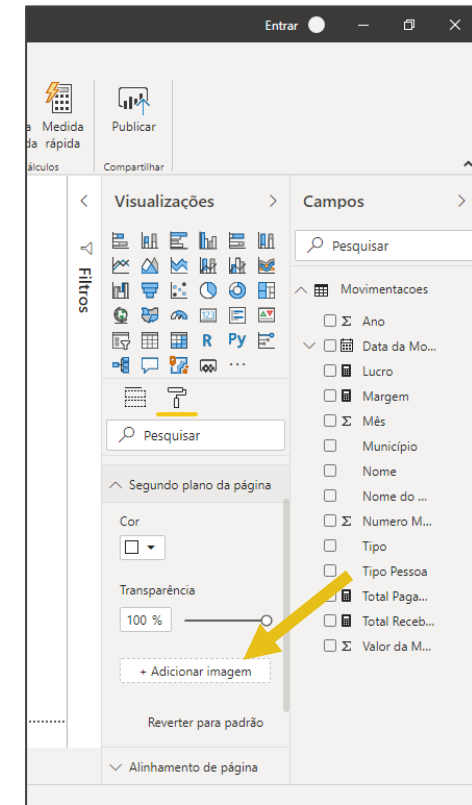 Entrar
a Medida
da rápida
Publicar
álculos
Compartilhar
Visualizações
Campos
Filtros
Pesquisar
Movimentacoes
Ano
Data da Mo...
Lucro
Margem
Mês
Município
Nome
Nome do ...
Numero M...
Tipo
Tipo Pessoa
Total Paga...
Total Receb...
Valor da M...
123
R Py
...
Pesquisar
Segundo plano da página
Cor
Transparência
100 %
+ Adicionar imagem
Reverter para padrão
Alinhamento de página